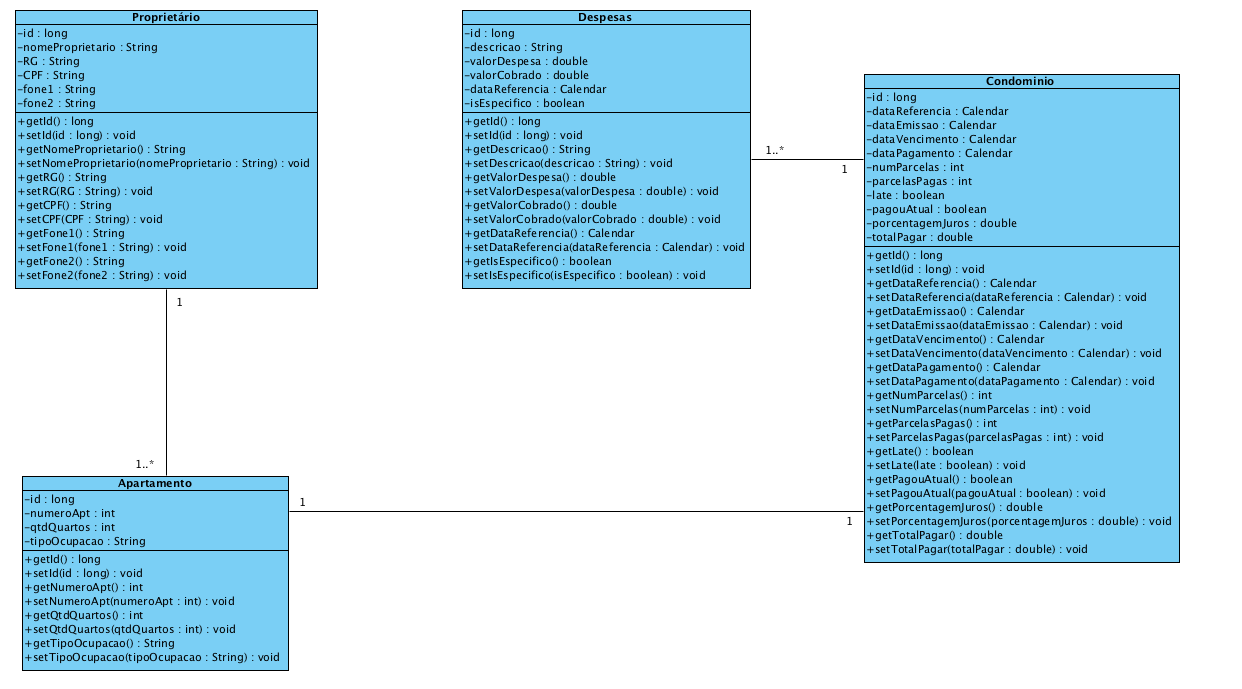 Proprietário
-id : long
-nomeProprietario : String
-RG : String
-CPF : String
-fone1 : String
-fone2 : String
+getId() : long
+setId(id : long) : void
+getNomeProprietario() : String
+setNomeProprietario(nomeProprietario : String) : void
+getRG() : String
+setRG(RG : String) : void
+getCPF() : String
+setCPF(CPF : String) : void
+getFone1() : String
+setFone1(fone1 : String) : void
+getFone2() : String
+setFone2(fone2 : String) : void
1
1..*
Despesas
-id : long
-descricao : String
-valorDespesa : double
-valorCobrado : double
-dataReferencia : Calendar
-isEspecifico : boolean
+getId() : long
+setId(id : long) : void
+getDescricao() : String
+setDescricao(descricao : String) : void
+getValorDespesa() : double
+setValorDespesa(valorDespesa : double) : void
+getValorCobrado() : double
+setValorCobrado(valorCobrado : double) : void
+getDataReferencia() : Calendar
+setDataReferencia(dataReferencia : Calendar) : void
+getIsEspecifico() : boolean
+setIsEspecifico(isEspecifico : boolean) : void
1..*
1
Condominio
-id : long
-dataReferencia : Calendar
-dataEmissao : Calendar
-dataVencimento : Calendar
-dataPagamento : Calendar
-numParcelas : int
-parcelasPagas : int
-late : boolean
-pagouAtual : boolean
-porcentagemJuros : double
-totalPagar : double
+getId() : long
+setId(id : long) : void
+getDataReferencia() : Calendar
+setDataReferencia(dataReferencia : Calendar) : void
+getDataEmissao() : Calendar
+setDataEmissao(dataEmissao : Calendar) : void
+getDataVencimento() : Calendar
+setDataVencimento(dataVencimento : Calendar) : void
+getDataPagamento() : Calendar
+setDataPagamento(dataPagamento : Calendar) : void
+getNumParcelas() : int
+setNumParcelas(numParcelas : int) : void
+getParcelasPagas() : int
+setParcelasPagas(parcelasPagas : int) : void
+getLate() : boolean
+setLate(late : boolean) : void
+getPagouAtual() : boolean
+setPagouAtual(pagouAtual : boolean) : void
+getPorcentagemJuros() : double
+setPorcentagemJuros(porcentagemJuros : double) : void
+getTotalPagar() : double
+setTotalPagar(totalPagar : double) : void
Apartamento
-id : long
-numeroApt : int
-qtdQuartos : int
-tipoOcupacao : String
+getId() : long
+setId(id : long) : void
+getNumeroApt() : int
+setNumeroApt(numeroApt : int) : void
+getQtdQuartos() : int
+setQtdQuartos(qtdQuartos : int) : void
+getTipoOcupacao() : String
+setTipoOcupacao(tipoOcupacao : String) : void
1
1